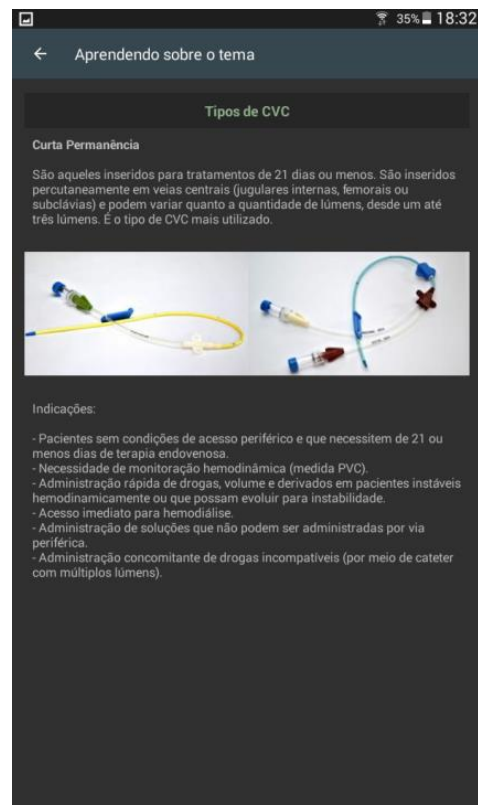 35% 18:32
Aprendendo sobre o tema
Tipos de CVC
Curta Permanência
São aqueles inseridos para tratamentos de 21 dias ou menos. São inseridos
percutaneamente em veias centrais (jugulares internas, femorais ou
subclávias) e podem variar quanto a quantidade de lúmens, desde um até
três lúmens. É o tipo de CVC mais utilizado.
Indicações:
- Pacientes sem condições de acesso periférico e que necessitem de 21 ou
menos dias de terapia endovenosa.
- Necessidade de monitoração hemodinâmica (medida PVC).
- Administração rápida de drogas, volume e derivados em pacientes instáveis
hemodinamicamente ou que possam evoluir para instabilidade.
- Acesso imediato para hemodiálise.
- Administração de soluções que não podem ser administradas por via
periférica.
- Administração concomitante de drogas incompatíveis (por meio de cateter
com múltiplos lúmens).